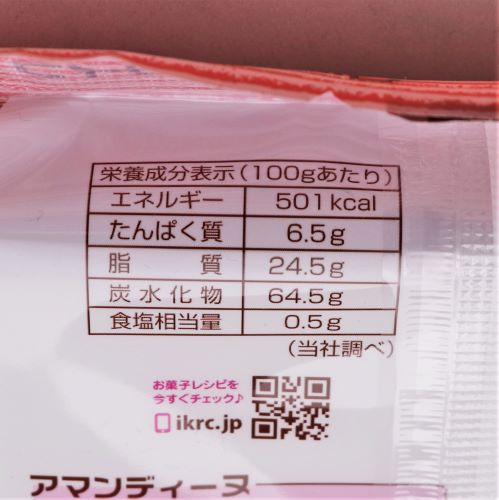 栄養成分表示(100gあたり)
エネルギー 501kcal
たんぱく質 6.5g
脂質 24.5g
炭水化物 64.5g
食塩相当量 0.5g
(当社調べ)
お菓子レシピを
今すぐチェック♪
ikrc.jp
アマンディーヌ